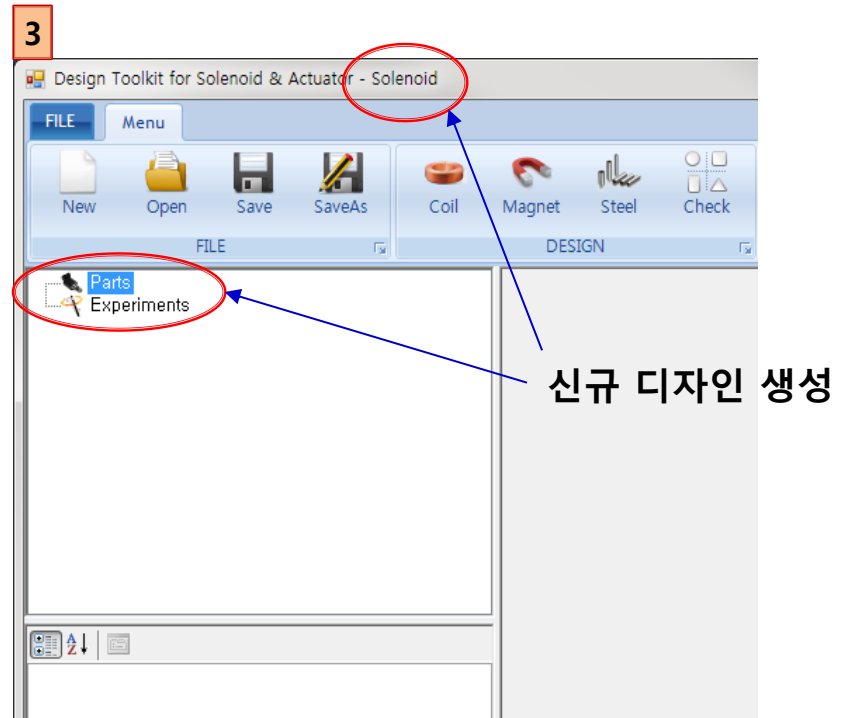 3
Design Toolkit for Solenoid & Actuator - Solenoid
FILE Menu
New Open Save SaveAs Coil Magnet Steel Check
FILE DESIGN
Parts
Experiments
신규 디자인 생성
A Z